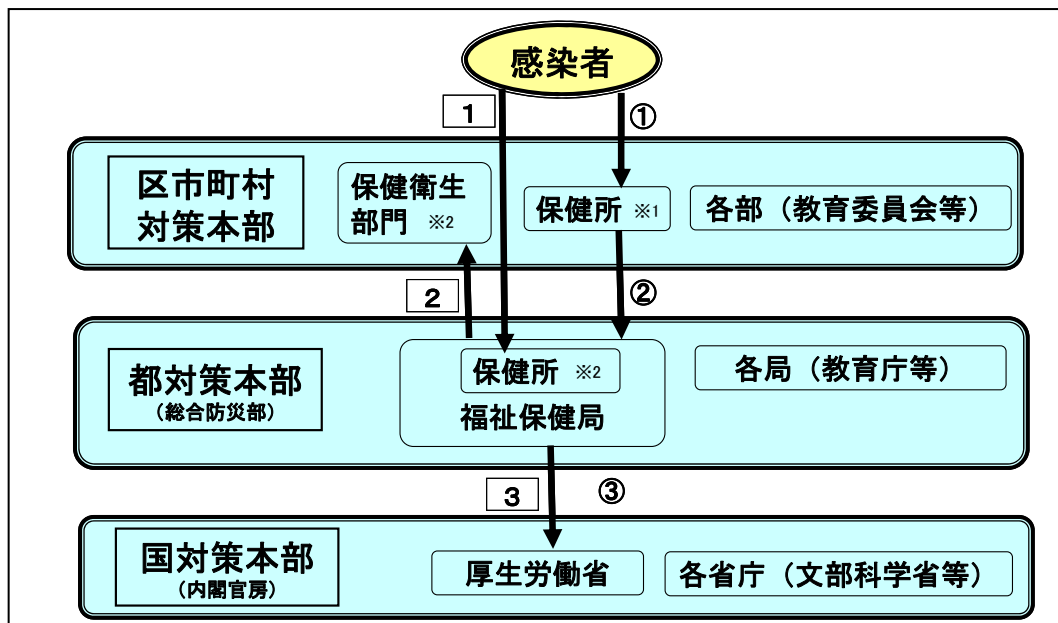 感染者
1
①
区市町村
対策本部
保健衛生
部門 ※2
保健所 ※1
各部（教育委員会等）
2
②
都対策本部
（総合防災部）
保健所 ※2
福祉保健局
各局（教育庁等）
3
③
国対策本部
（内閣官房）
厚生労働省
各省庁（文部科学省等）